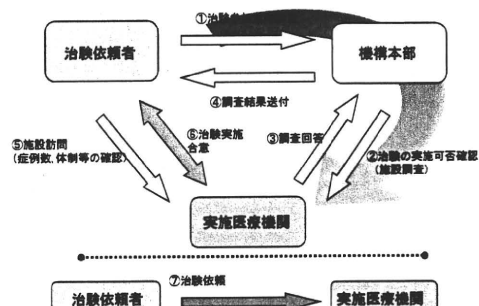 ①治験
治験依頼者
機構本部
④調査結果送付
⑤施設訪問
(症例数、体制等の確認)
⑥治験実施
合意
③調査回答
②治験の実施可否確認
(施設調査)
実施医療機関
⑦治験依頼
治験依頼者
実施医療機関